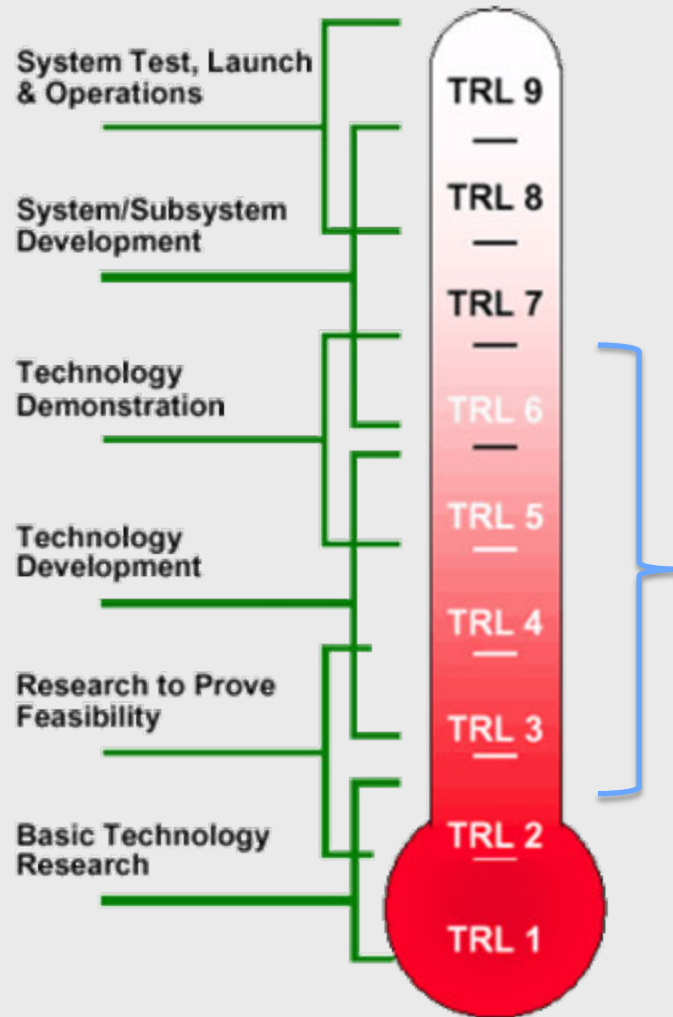 System Test, Launch
& Operations
System/Subsystem
Development
Technology
Demonstration
Technology
Development
Research to Prove
Feasibility
Basic Technology
Research
TRL 9
TRL 8
TRL 7
TRL 6
TRL 5
TRL 4
TRL 3
TRL 2
TRL 1